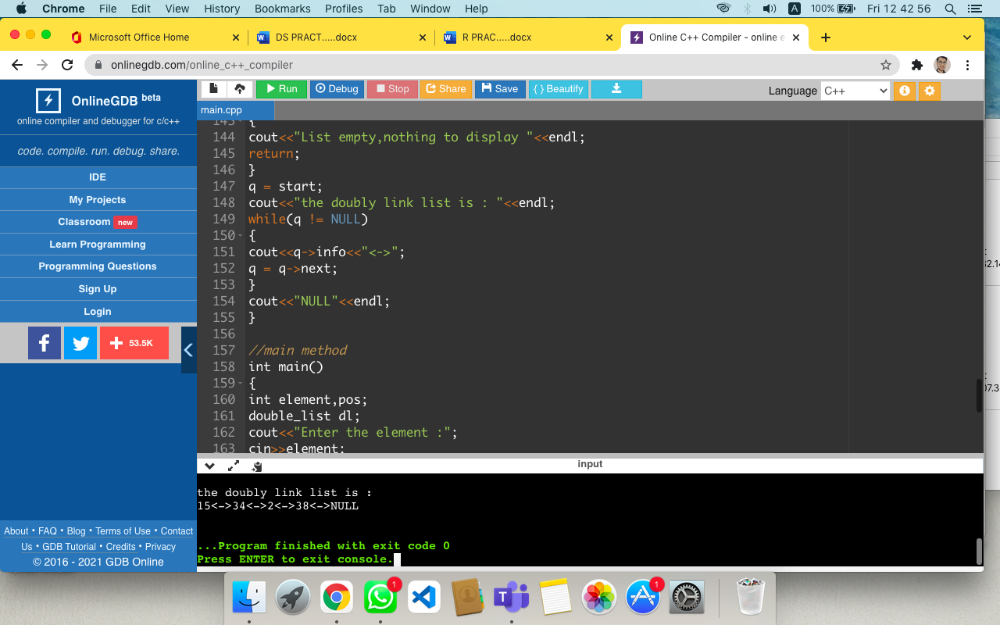 Chrome File Edit View History Bookmarks Profiles Tab Window Help A 100% Fri 12 42 56
Microsoft Office Home
DS PRACT.....docx
R PRAC.....docx
Online C++ Compiler - online e
onlinegdb.com/online_c++_compiler
OnlineGDB beta
online compiler and debugger for c/c++
code. compile. run. debug. share.
IDE
My Projects
Classroom new
Learn Programming
Programming Questions
Sign Up
Login
f
53.5K
About • FAQ • Blog • Terms of Use • Contact
Us • GDB Tutorial • Credits • Privacy
© 2016 - 2021 GDB Online
Run Debug Stop Share Save { } Beautify
Language C++
main.cpp
143 {
144 cout<<"List empty,nothing to display "<<endl;
145 return;
146 }
147 q = start;
148 cout<<"the doubly link list is : "<<endl;
149 while(q != NULL)
150 {
151 cout<<q->info<<"<->";
152 q = q->next;
153 }
154 cout<<"NULL"<<endl;
155 }
156
157 //main method
158 int main()
159 {
160 int element,pos;
161 double_list dl;
162 cout<<"Enter the element :";
163 cin>>element;
input
the doubly link list is :
15<->34<->2<->38<->NULL
...Program finished with exit code 0
Press ENTER to exit console.
1
T
1